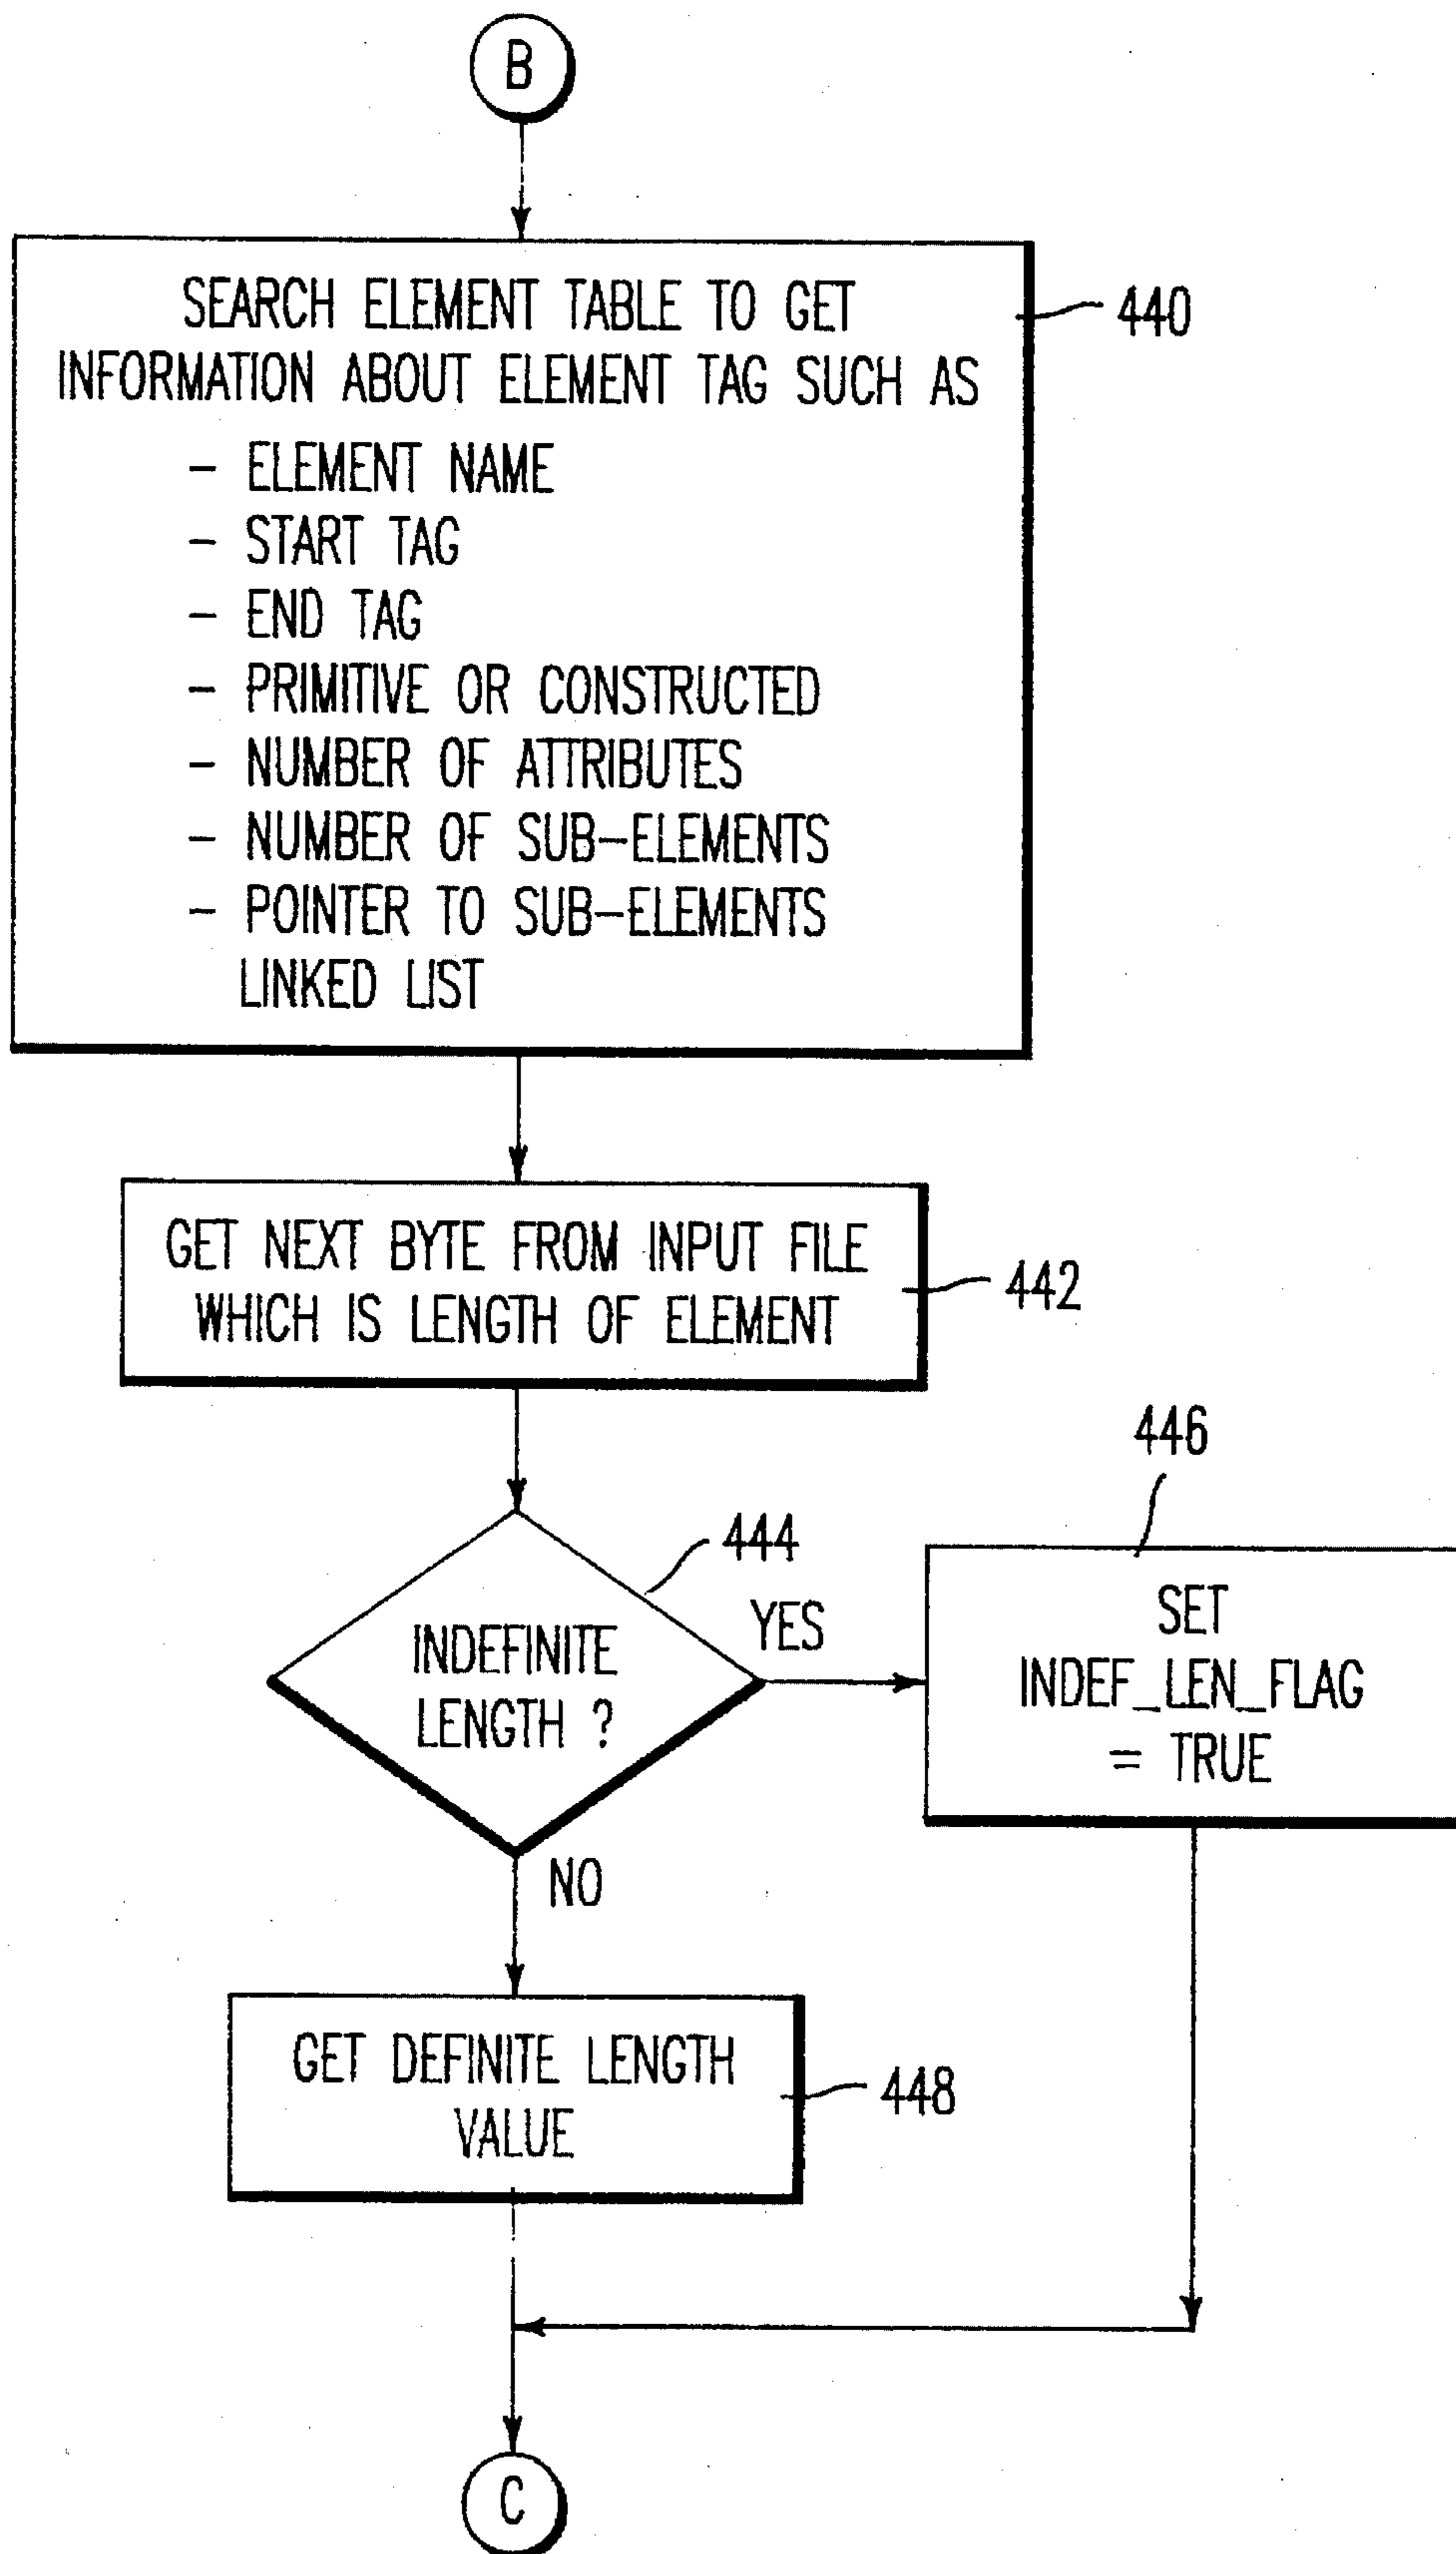 B
SEARCH ELEMENT TABLE TO GET
INFORMATION ABOUT ELEMENT TAG SUCH AS
- ELEMENT NAME
- START TAG
- END TAG
- PRIMITIVE OR CONSTRUCTED
- NUMBER OF ATTRIBUTES
- NUMBER OF SUB-ELEMENTS
- POINTER TO SUB-ELEMENTS
LINKED LIST
440
GET NEXT BYTE FROM INPUT FILE
WHICH IS LENGTH OF ELEMENT
442
INDEFINITE
LENGTH ?
444
YES
446
SET
INDEF_LEN_FLAG
= TRUE
NO
GET DEFINITE LENGTH
VALUE
448
C